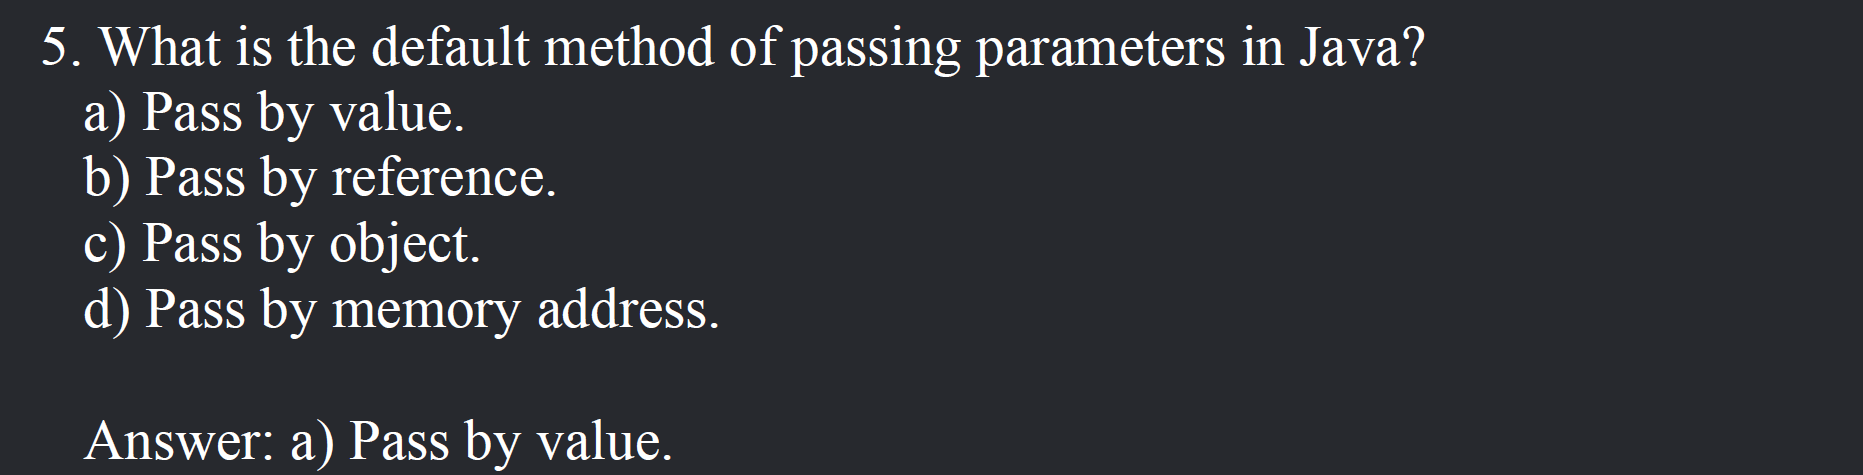 5. What is the default method of passing parameters in Java?
a) Pass by value.
b) Pass by reference.
c) Pass by object.
d) Pass by memory address.
Answer: a) Pass by value.